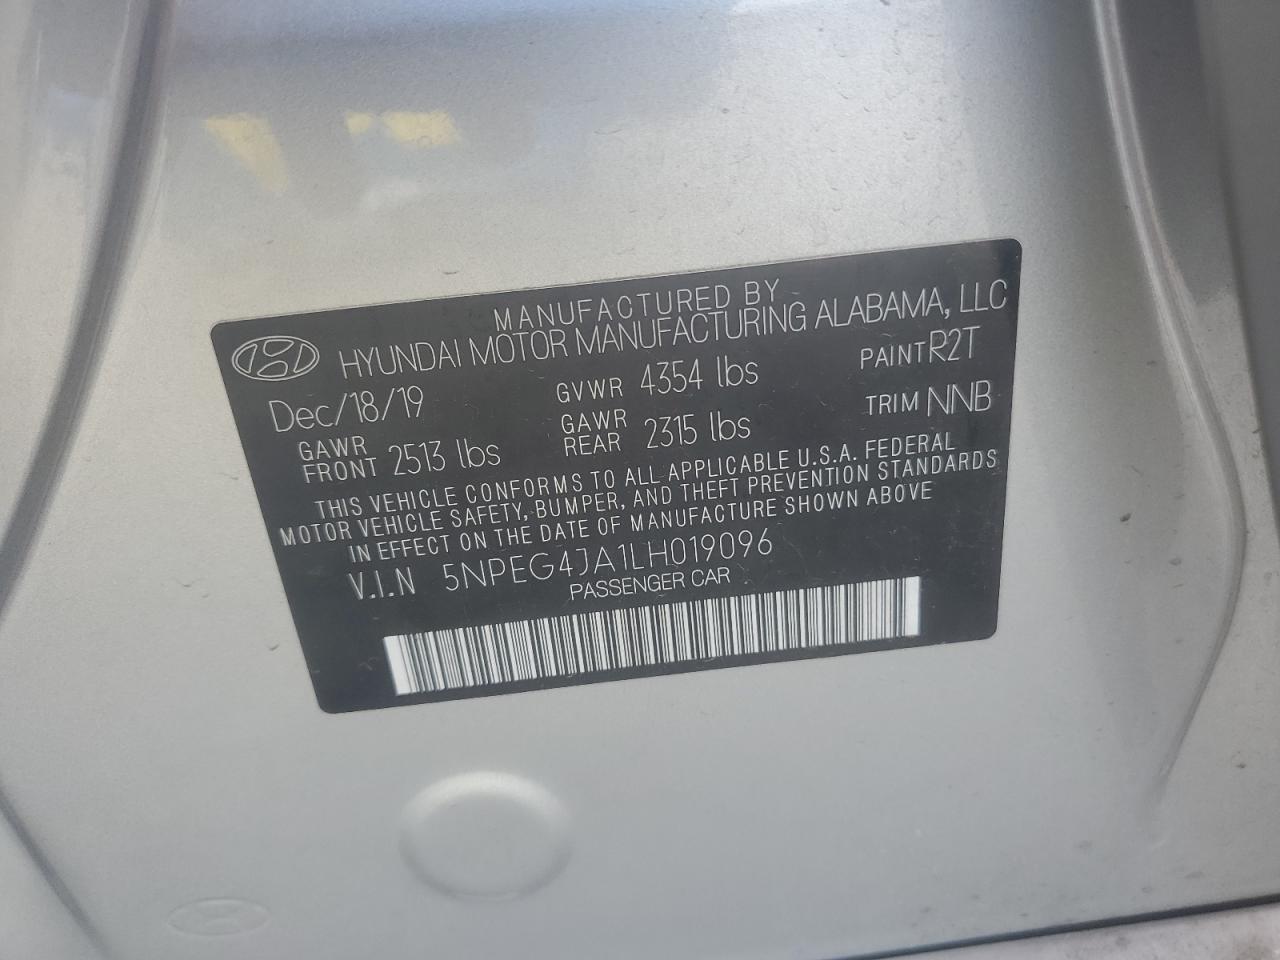 MANUFACTURED BY
HYUNDAI MOTOR MANUFACTURING ALABAMA, LLC
Dec/18/19 GVWR 4354 lbs PAINT R2T
GAWR FRONT 2513 lbs GAWR REAR 2315 lbs TRIM NNB
THIS VEHICLE CONFORMS TO ALL APPLICABLE U.S.A. FEDERAL
MOTOR VEHICLE SAFETY, BUMPER, AND THEFT PREVENTION STANDARDS
IN EFFECT ON THE DATE OF MANUFACTURE SHOWN ABOVE
V.I.N 5NPEG4JA1LH019096
PASSENGER CAR